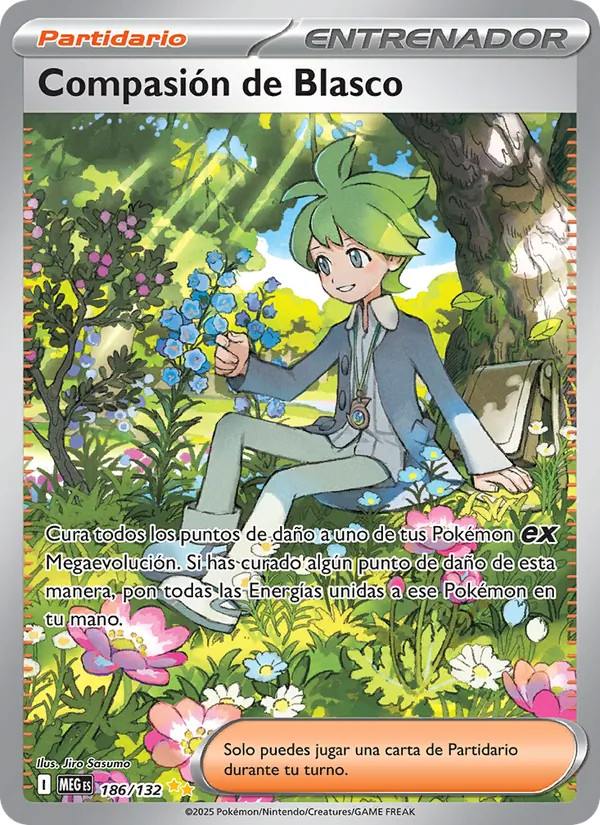 Partidario
ENTRENADOR
Compasión de Blasco
Cura todos los puntos de daño a uno de tus Pokémon ex
Megaevolución. Si has curado algún punto de daño de esta
manera, pon todas las Energías unidas a ese Pokémon en
tu mano.
Solo puedes jugar una carta de Partidario
durante tu turno.
Ilus. Jiro Sasumo
I MEG ES 186/132
©2025 Pokémon/Nintendo/Creatures/GAME FREAK